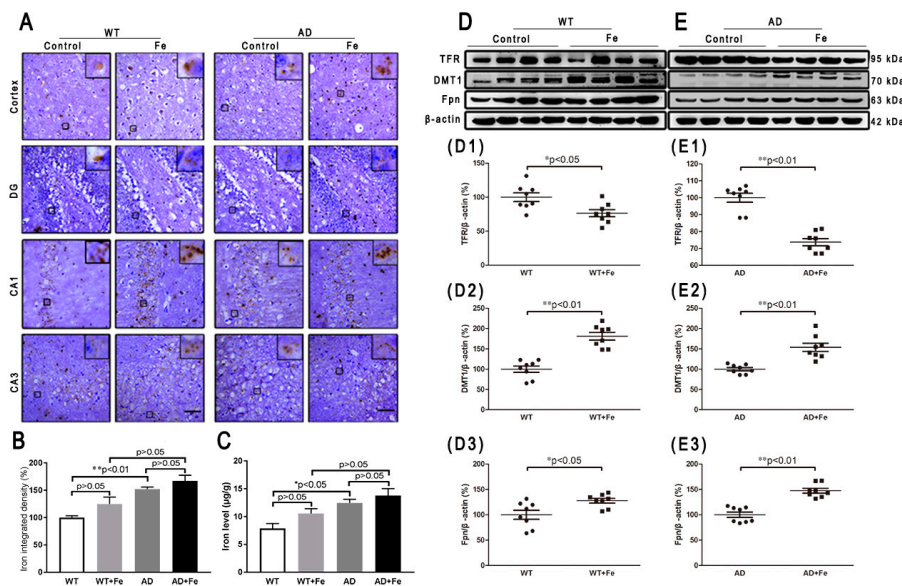 A
WT
AD
Control
Fe
Control
Fe
Cortex
DG
CA1
CA3
B
Iron integrated density (%)
200
150
100
50
p>0.05
**p<0.01
p>0.05
p>0.05
WT
WT+Fe
AD
AD+Fe
C
Iron level (μg/g)
20
15
10
5
0
p>0.05
*p<0.05
p>0.05
p>0.05
WT
WT+Fe
AD
AD+Fe
D
WT
E
AD
Control
Fe
Control
Fe
TFR
95 kDa
DMT1
70 kDa
Fpn
63 kDa
β-actin
42 kDa
(D1)
TFR/β-actin (%)
150
100
50
0
*p<0.05
WT
WT+Fe
(E1)
TFR/β-actin (%)
120
110
100
90
80
70
60
**p<0.01
AD
AD+Fe
(D2)
DMT1/β-actin (%)
250
200
150
100
50
0
**p<0.01
WT
WT+Fe
(E2)
DMT1/β-actin (%)
250
200
150
100
50
0
**p<0.01
AD
AD+Fe
(D3)
Fpn/β-actin (%)
200
150
100
50
0
*p<0.05
WT
WT+Fe
(E3)
Fpn/β-actin (%)
200
150
100
50
0
**p<0.01
AD
AD+Fe